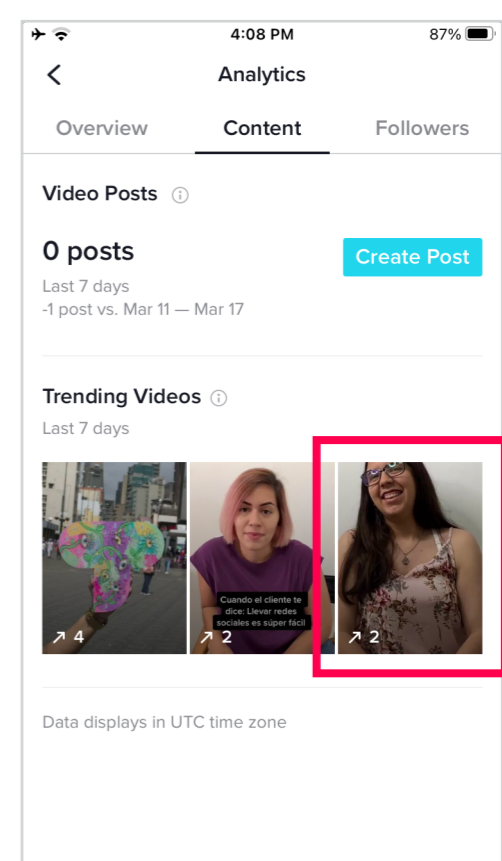 4:08 PM
87%
Analytics
Overview
Content
Followers
Video Posts
0 posts
Create Post
Last 7 days
-1 post vs. Mar 11 — Mar 17
Trending Videos
Last 7 days
Cuando el cliente te
dice: Llevar redes
sociales es súper fácil
4
2
2
Data displays in UTC time zone